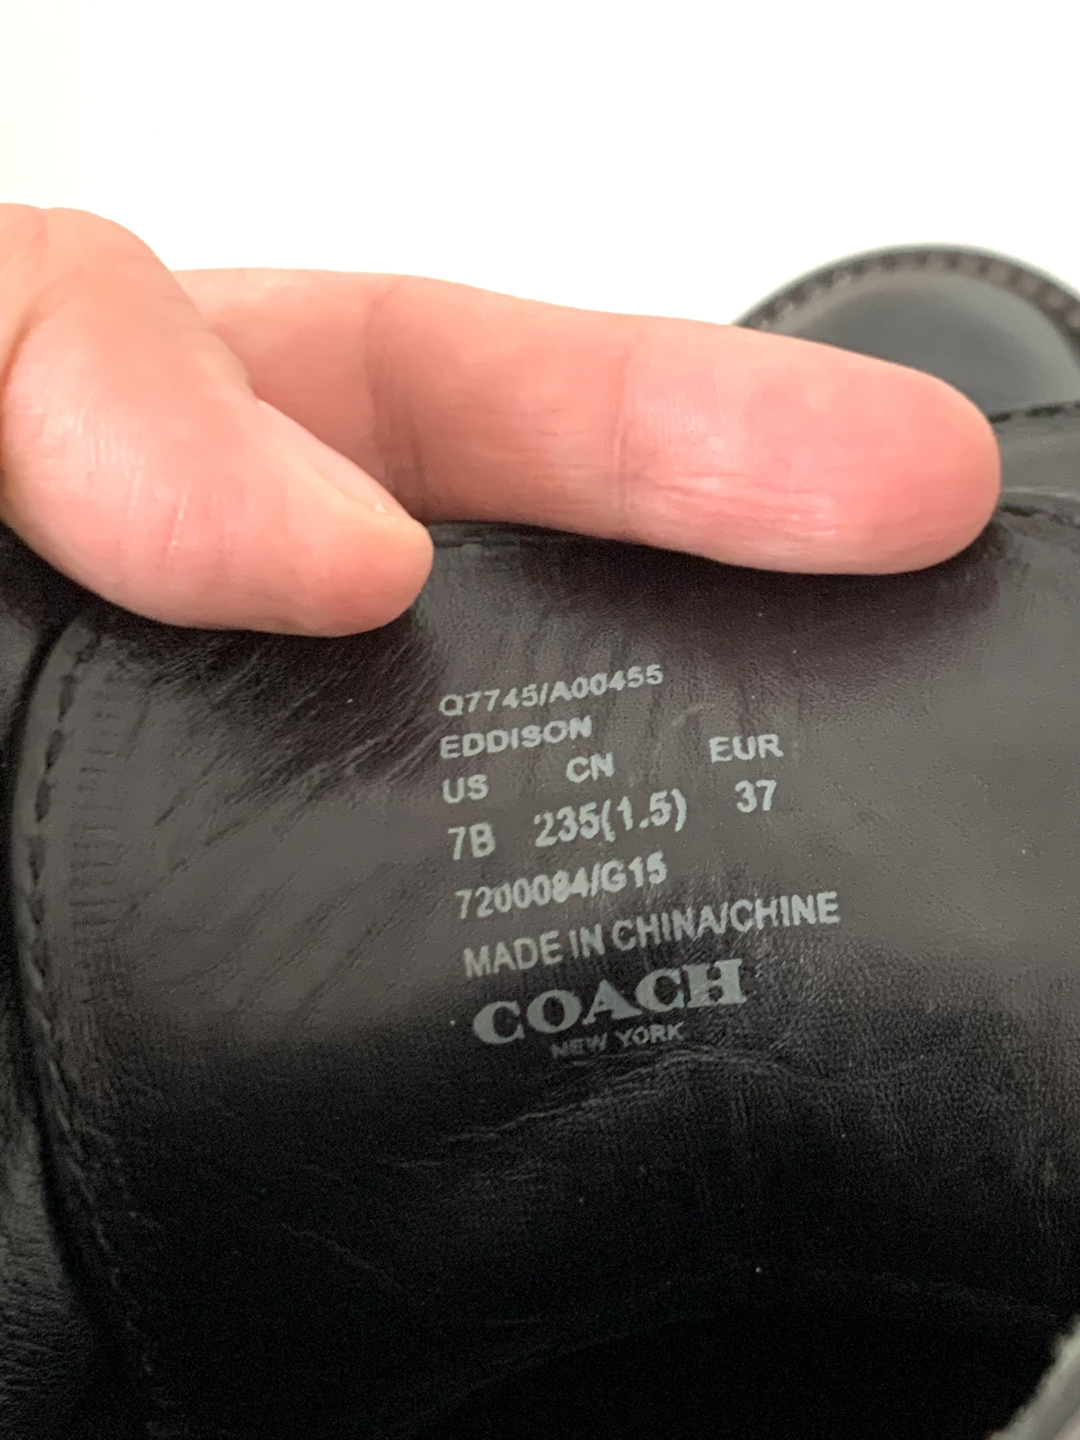 Q7745/A00455
EDDISON
US CN EUR
7B 235(1.5) 37
7200084/G15
MADE IN CHINA/CHINE
COACH
NEW YORK